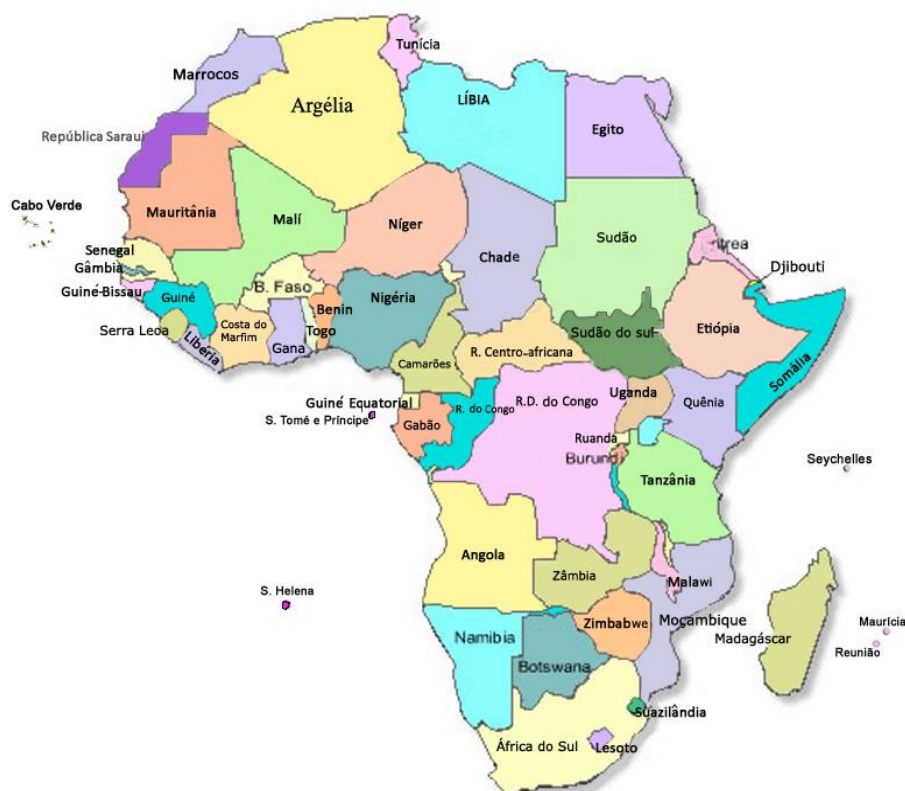 Tunícia
Marrocos
Argélia
LÍBIA
Egito
República Saraui
Cabo Verde
Mauritânia
Malí
Níger
Chade
Sudão
itrea
Senegal
Gâmbia
Guiné-Bissau
Guiné
B. Faso
Nigéria
Djibouti
Serra Leoa
Libéria
Costa do
Marfim
Gana
Togo
Benin
Camarões
R. Centro-africana
Sudão do sul
Etiópia
Somália
Guiné Equatorial
S. Tomé e Príncipe
Gabão
R. do Congo
R.D. do Congo
Uganda
Quênia
Ruanda
Burundi
Tanzânia
Seychelles
Angola
Zâmbia
Malawi
S. Helena
Moçambique
Madagáscar
Maurícia
Reunião
Namibia
Zimbabwe
Botswana
Suazilândia
África do Sul
Lesoto